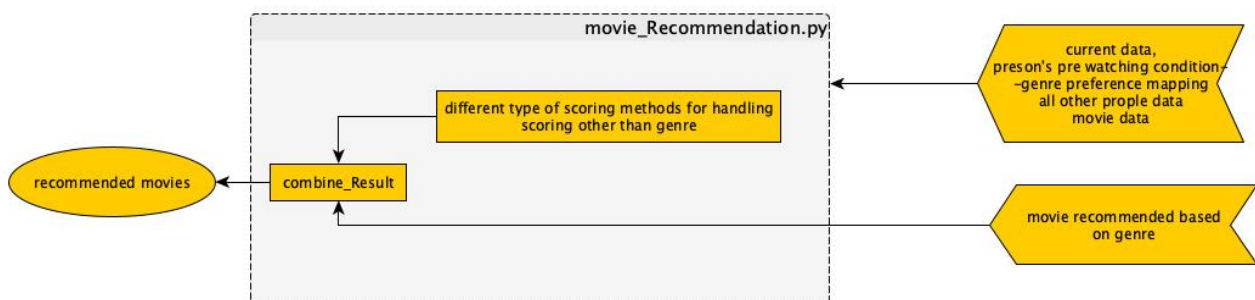 movie_Recommendation.py
current data,
preson's pre watching condition-
-genre preference mapping
all other prople data
movie data
different type of scoring methods for handling
scoring other than genre
recommended movies
combine_Result
movie recommended based
on genre